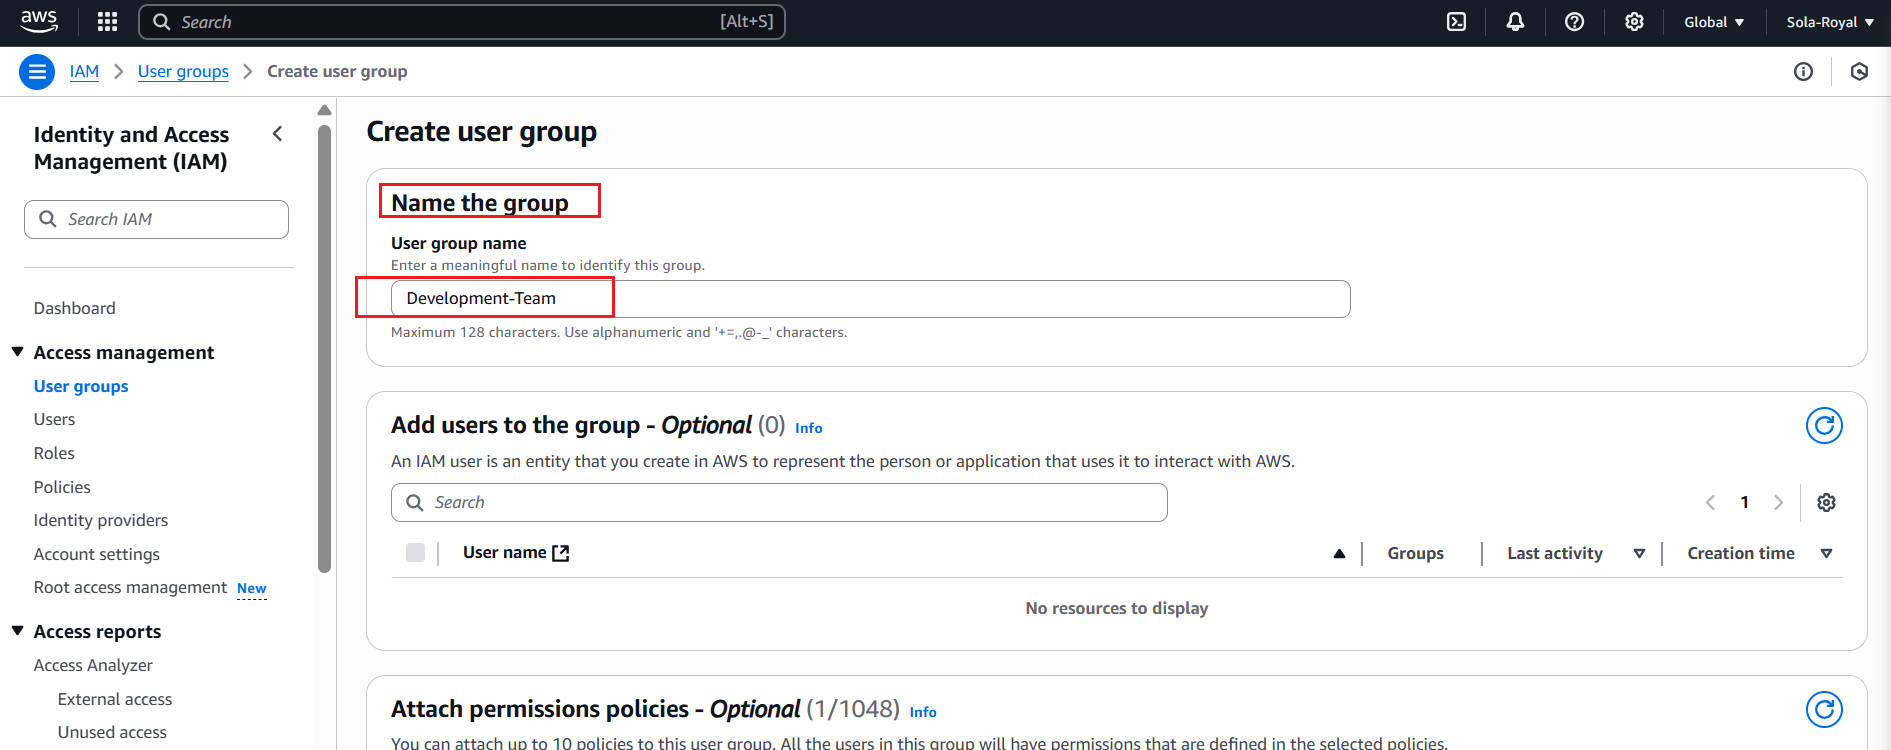 aws
Search
[Alt+S]
Global
Sola-Royal
IAM
User groups
Create user group
Identity and Access
Management (IAM)
Search IAM
Dashboard
Access management
User groups
Users
Roles
Policies
Identity providers
Account settings
Root access management New
Access reports
Access Analyzer
External access
Unused access
Create user group
Name the group
User group name
Enter a meaningful name to identify this group.
Development-Team
Maximum 128 characters. Use alphanumeric and '+=,.@-_' characters.
Add users to the group - Optional (0) Info
An IAM user is an entity that you create in AWS to represent the person or application that uses it to interact with AWS.
Search
1
User name
Groups
Last activity
Creation time
No resources to display
Attach permissions policies - Optional (1/1048) Info
You can attach up to 10 policies to this user group. All the users in this group will have permissions that are defined in the selected policies.